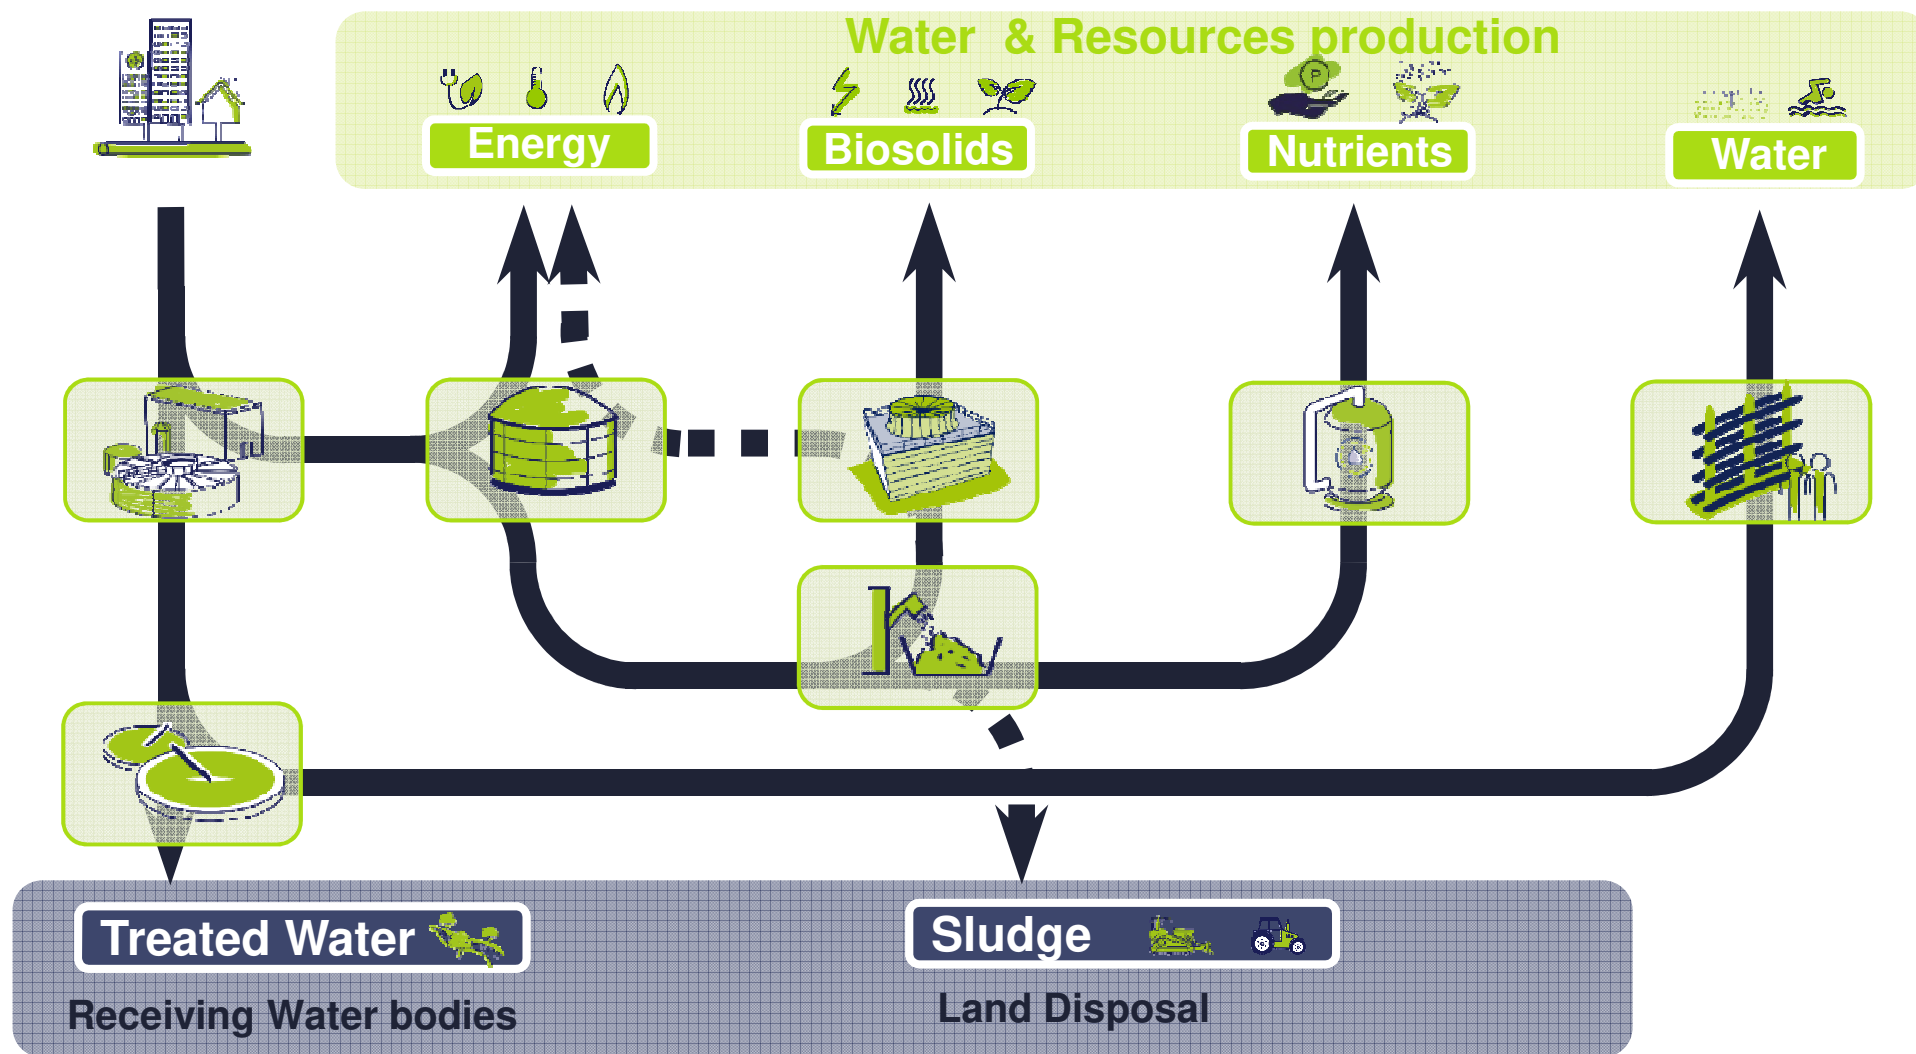 Water & Resources production
P
Energy
Biosolids
Nutrients
Water
Treated Water
Sludge
Receiving Water bodies
Land Disposal